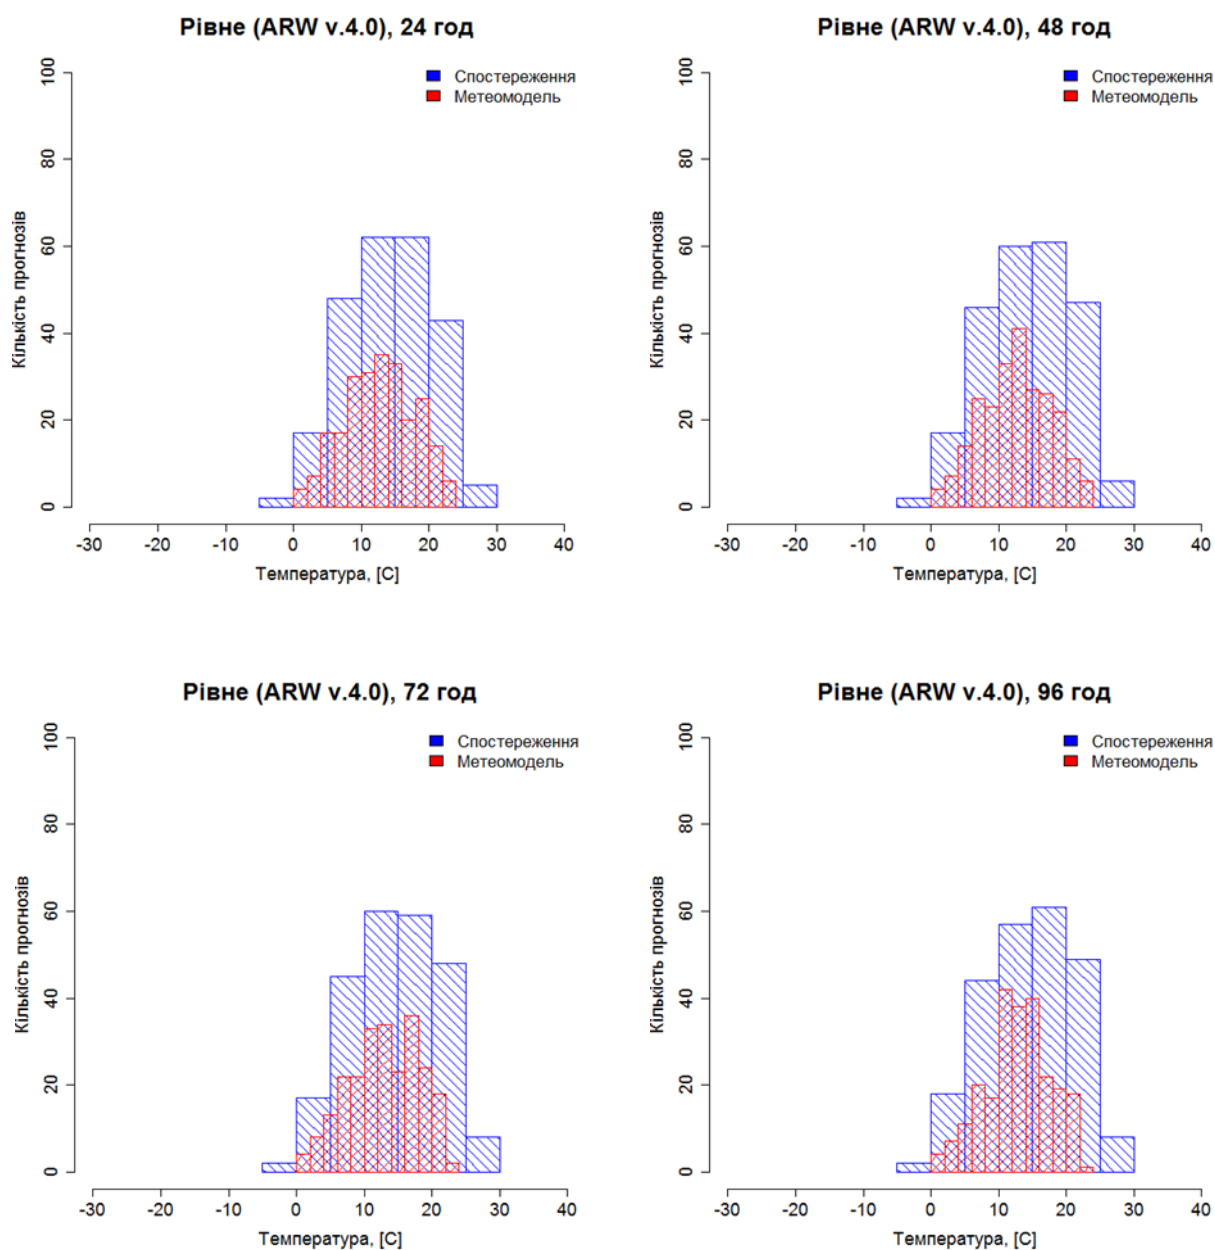 Рівне (ARW v.4.0), 24 год
Спостереження
Метеомодель
Кількість прогнозів
0 20 40 60 80 100
-30 -20 -10 0 10 20 30 40
Температура, [C]
Рівне (ARW v.4.0), 48 год
Спостереження
Метеомодель
Кількість прогнозів
0 20 40 60 80 100
-30 -20 -10 0 10 20 30 40
Температура, [C]
Рівне (ARW v.4.0), 72 год
Спостереження
Метеомодель
Кількість прогнозів
0 20 40 60 80 100
-30 -20 -10 0 10 20 30 40
Температура, [C]
Рівне (ARW v.4.0), 96 год
Спостереження
Метеомодель
Кількість прогнозів
0 20 40 60 80 100
-30 -20 -10 0 10 20 30 40
Температура, [C]